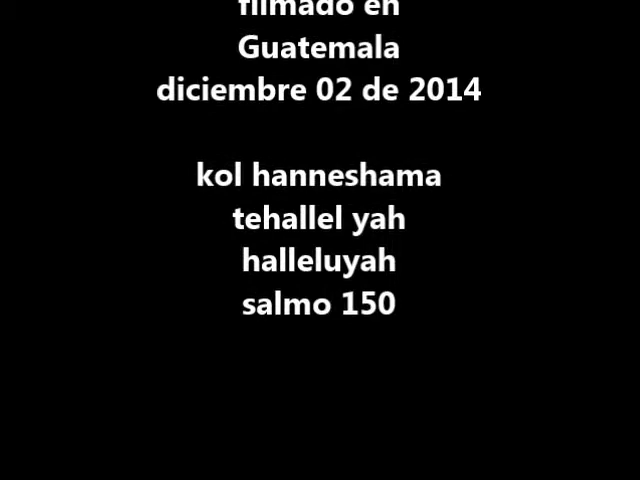 filmado en
Guatemala
diciembre 02 de 2014
kol hanneshama
tehallel yah
halleluyah
salmo 150